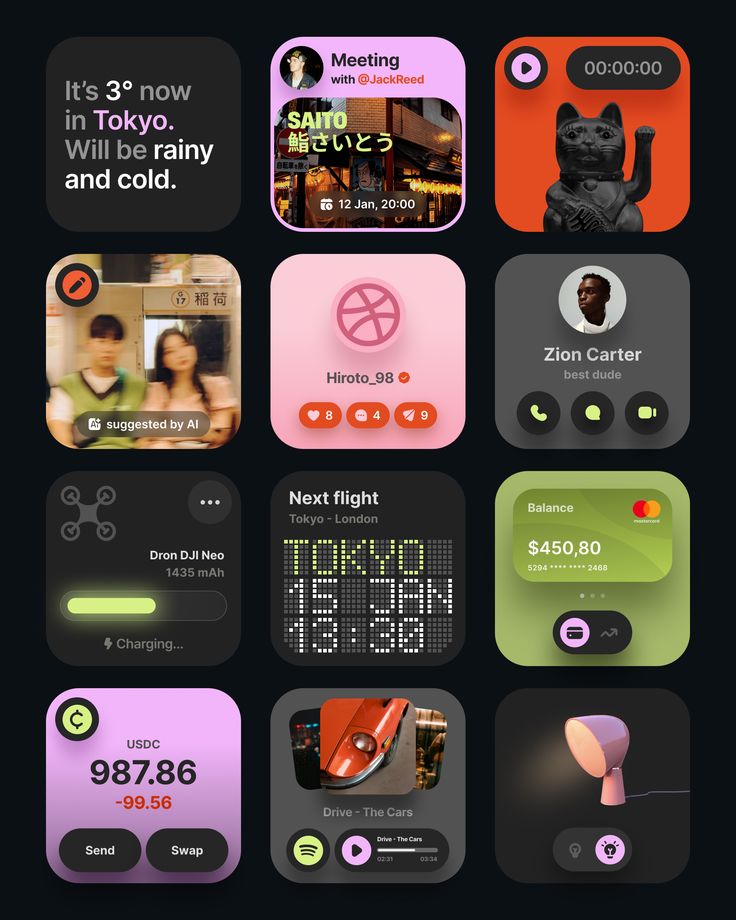 It's 3° now
in Tokyo.
Will be rainy
and cold.
Meeting
with @JackReed
SAITO
鮨さいとう
12 Jan, 20:00
00:00:00
G
17 稲荷
suggested by AI
Hiroto_98
8 4 9
Zion Carter
best dude
Dron DJI Neo
1435 mAh
Charging...
Next flight
Tokyo - London
TOKYO
15 JAN
13:30
Balance
mastercard
$450,80
5294 **** **** 2468
USDC
987.86
-99.56
Send Swap
Drive - The Cars
Drive - The Cars
02:31 03:34